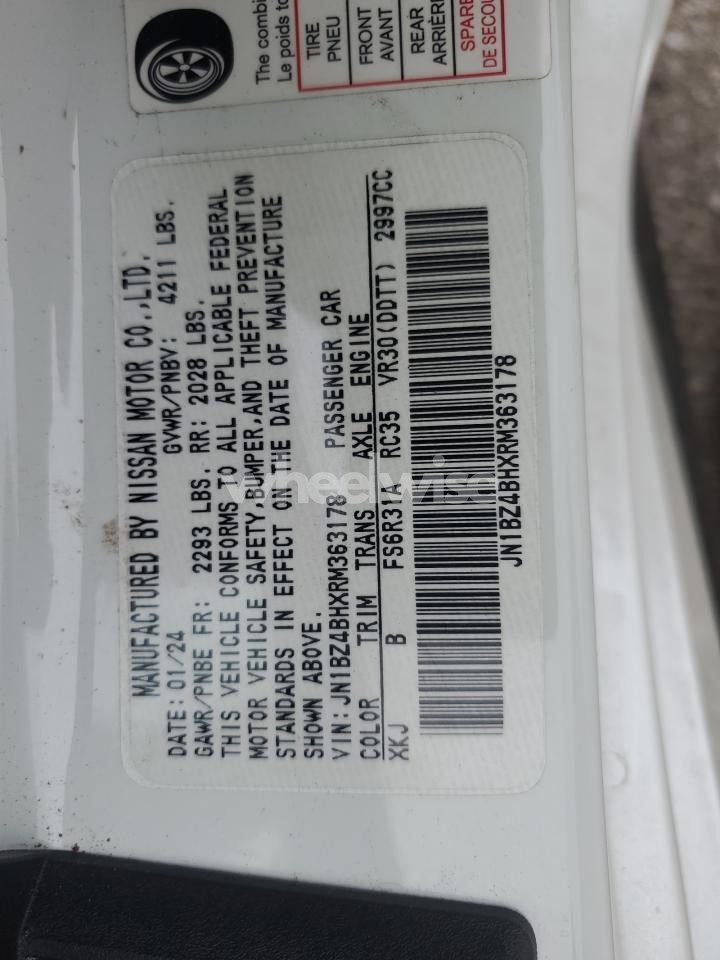 The combi
Le poids to
TIRE
PNEU
FRONT
AVANT
REAR
ARRIÈRE
SPARE
DE SECOU
MANUFACTURED BY NISSAN MOTOR CO.,LTD.
DATE: 01/24 GVWR/PNBV: 4211 LBS.
GAWR/PNBE FR: 2293 LBS. RR: 2028 LBS.
THIS VEHICLE CONFORMS TO ALL APPLICABLE FEDERAL
MOTOR VEHICLE SAFETY,BUMPER,AND THEFT PREVENTION
STANDARDS IN EFFECT ON THE DATE OF MANUFACTURE
SHOWN ABOVE.
VIN:JN1BZ4BHXRM363178 PASSENGER CAR
COLOR TRIM TRANS AXLE ENGINE
XKJ B FS6R31A RC35 VR30(DDTT) 2997CC
JN1BZ4BHXRM363178
wheelwise